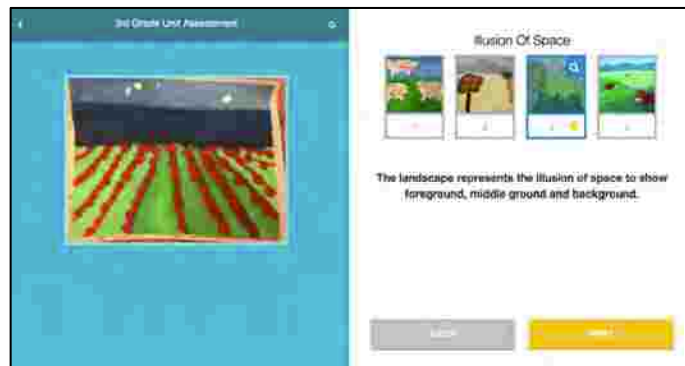 3rd Grade Unit Assessment
Illusion Of Space
The landscape represents the illusion of space to show
foreground, middle ground and background.